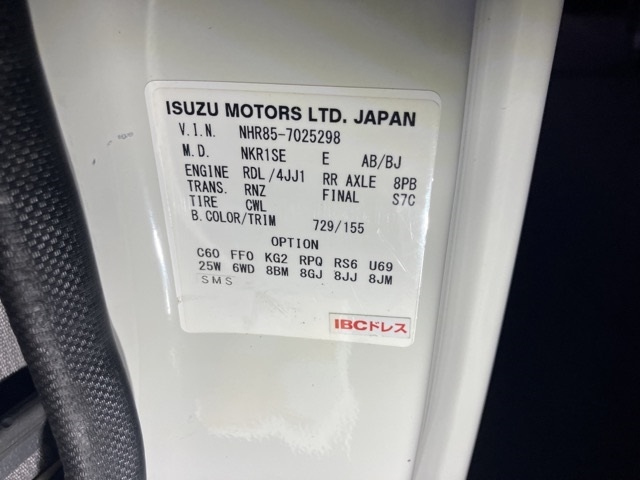 ISUZU MOTORS LTD. JAPAN
V.I.N. NHR85-7025298
M.D. NKR1SE E AB/BJ
ENGINE RDL/4JJ1 RR AXLE 8PB
TRANS. RNZ FINAL S7C
TIRE CWL
B.COLOR/TRIM 729/155
OPTION
C60 FF0 KG2 RPQ RS6 U69
25W 6WD 8BM 8GJ 8JJ 8JM
SMS
IBCドレス